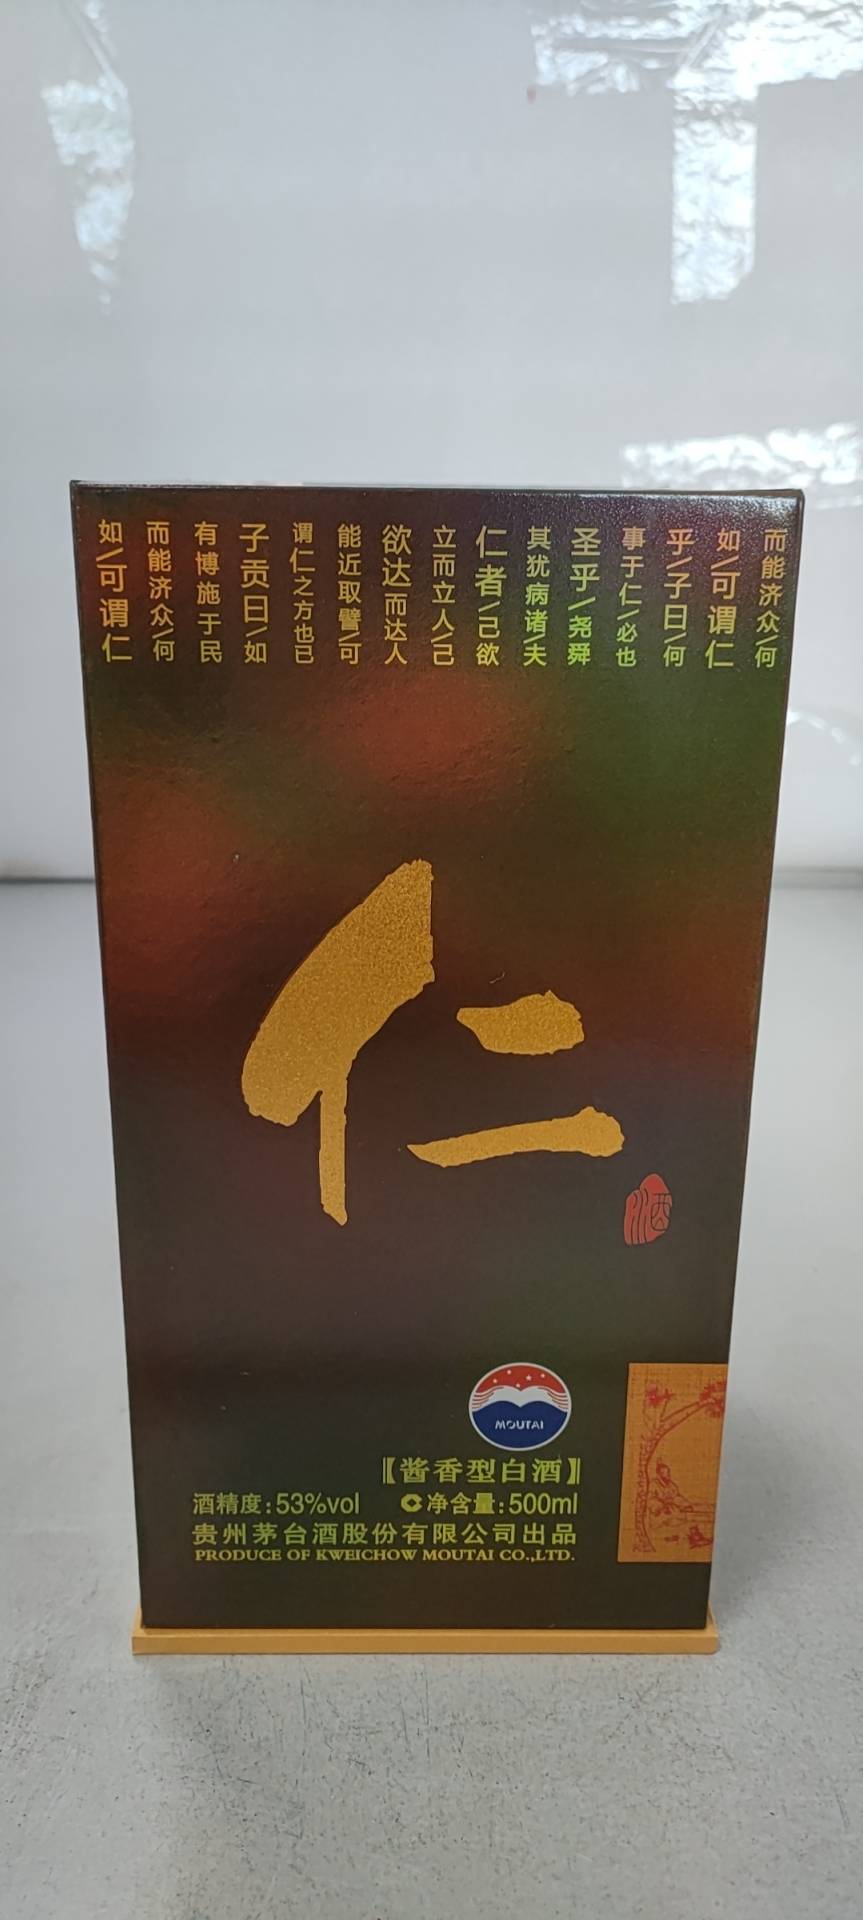 而能济众\何
如/可谓仁
乎\子曰\何
事于仁/必也
圣乎/尧舜
其犹病诸\夫
仁者/己欲
立而立人/己
欲达而达人
能近取譬\可
谓仁之方也已
子贡曰\如
有博施于民
而能济众\何
如/可谓仁
仁
酒
MOUTAI
【酱香型白酒】
酒精度:53%vol 净含量:500ml
贵州茅台酒股份有限公司出品
PRODUCE OF KWEICHOW MOUTAI CO.,LTD.